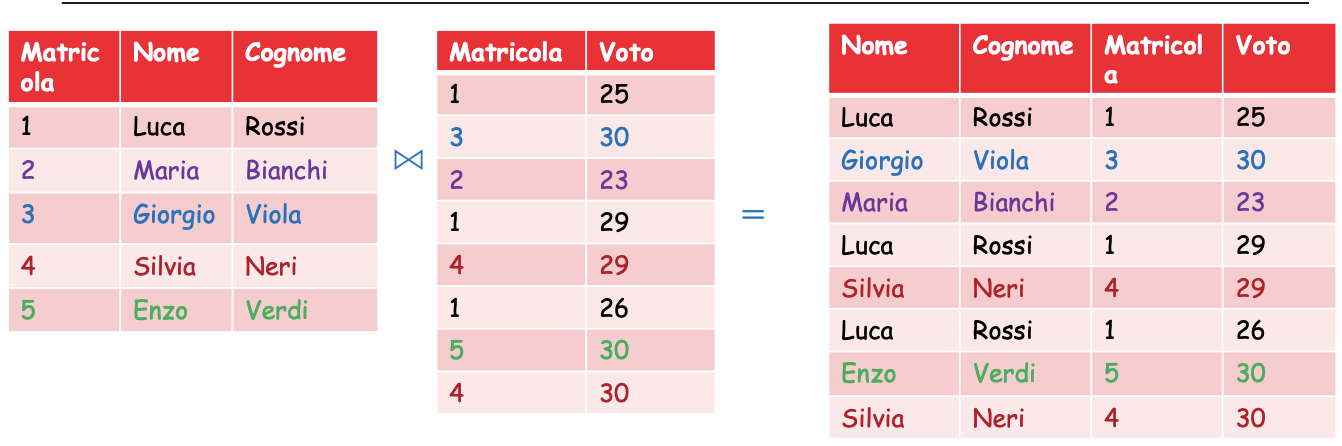 Matric
ola Nome Cognome
1 Luca Rossi
2 Maria Bianchi
3 Giorgio Viola
4 Silvia Neri
5 Enzo Verdi
⋈
Matricola Voto
1 25
3 30
2 23
1 29
4 29
1 26
5 30
4 30
=
Nome Cognome Matricol
a Voto
Luca Rossi 1 25
Giorgio Viola 3 30
Maria Bianchi 2 23
Luca Rossi 1 29
Silvia Neri 4 29
Luca Rossi 1 26
Enzo Verdi 5 30
Silvia Neri 4 30